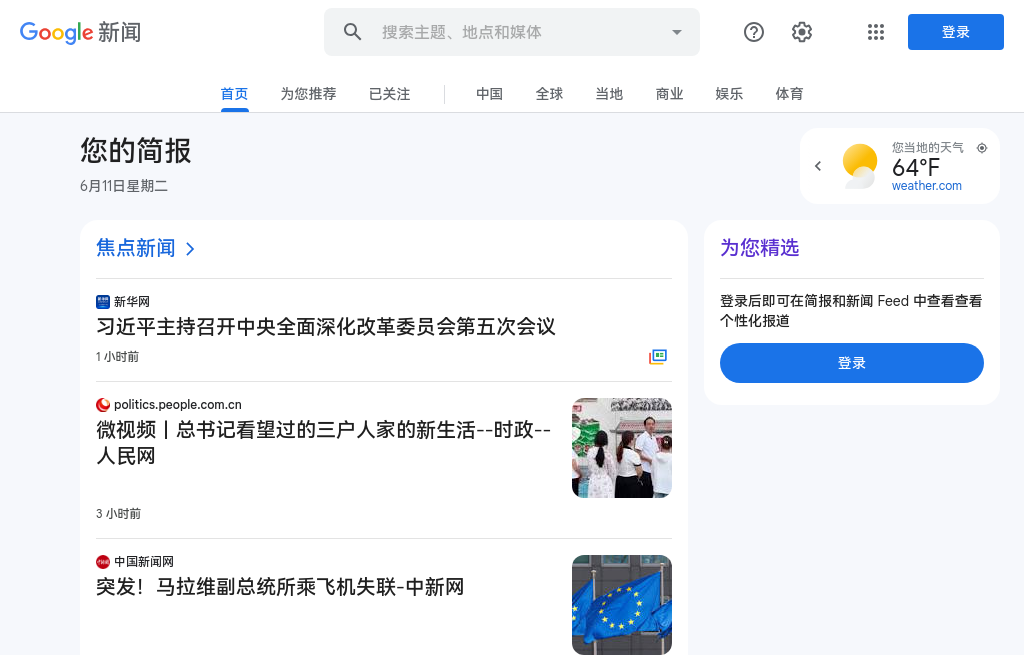 Google 新闻
搜索主题、地点和媒体
登录
首页
为您推荐
已关注
中国
全球
当地
商业
娱乐
体育
您的简报
6月11日星期二
您当地的天气
64°F
weather.com
焦点新闻
新华网
习近平主持召开中央全面深化改革委员会第五次会议
1 小时前
politics.people.com.cn
微视频丨总书记看望过的三户人家的新生活--时政--
人民网
3 小时前
中国新闻网
突发！马拉维副总统所乘飞机失联-中新网
为您精选
登录后即可在简报和新闻 Feed 中查看查看
个性化报道
登录